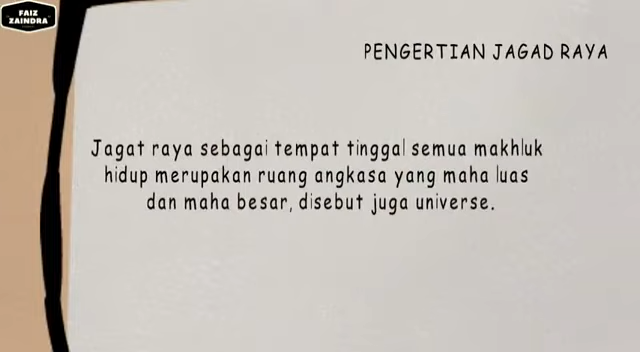 FAIZ
ZAINDRA
PENGERTIAN JAGAD RAYA
Jagat raya sebagai tempat tinggal semua makhluk
hidup merupakan ruang angkasa yang maha luas
dan maha besar, disebut juga universe.